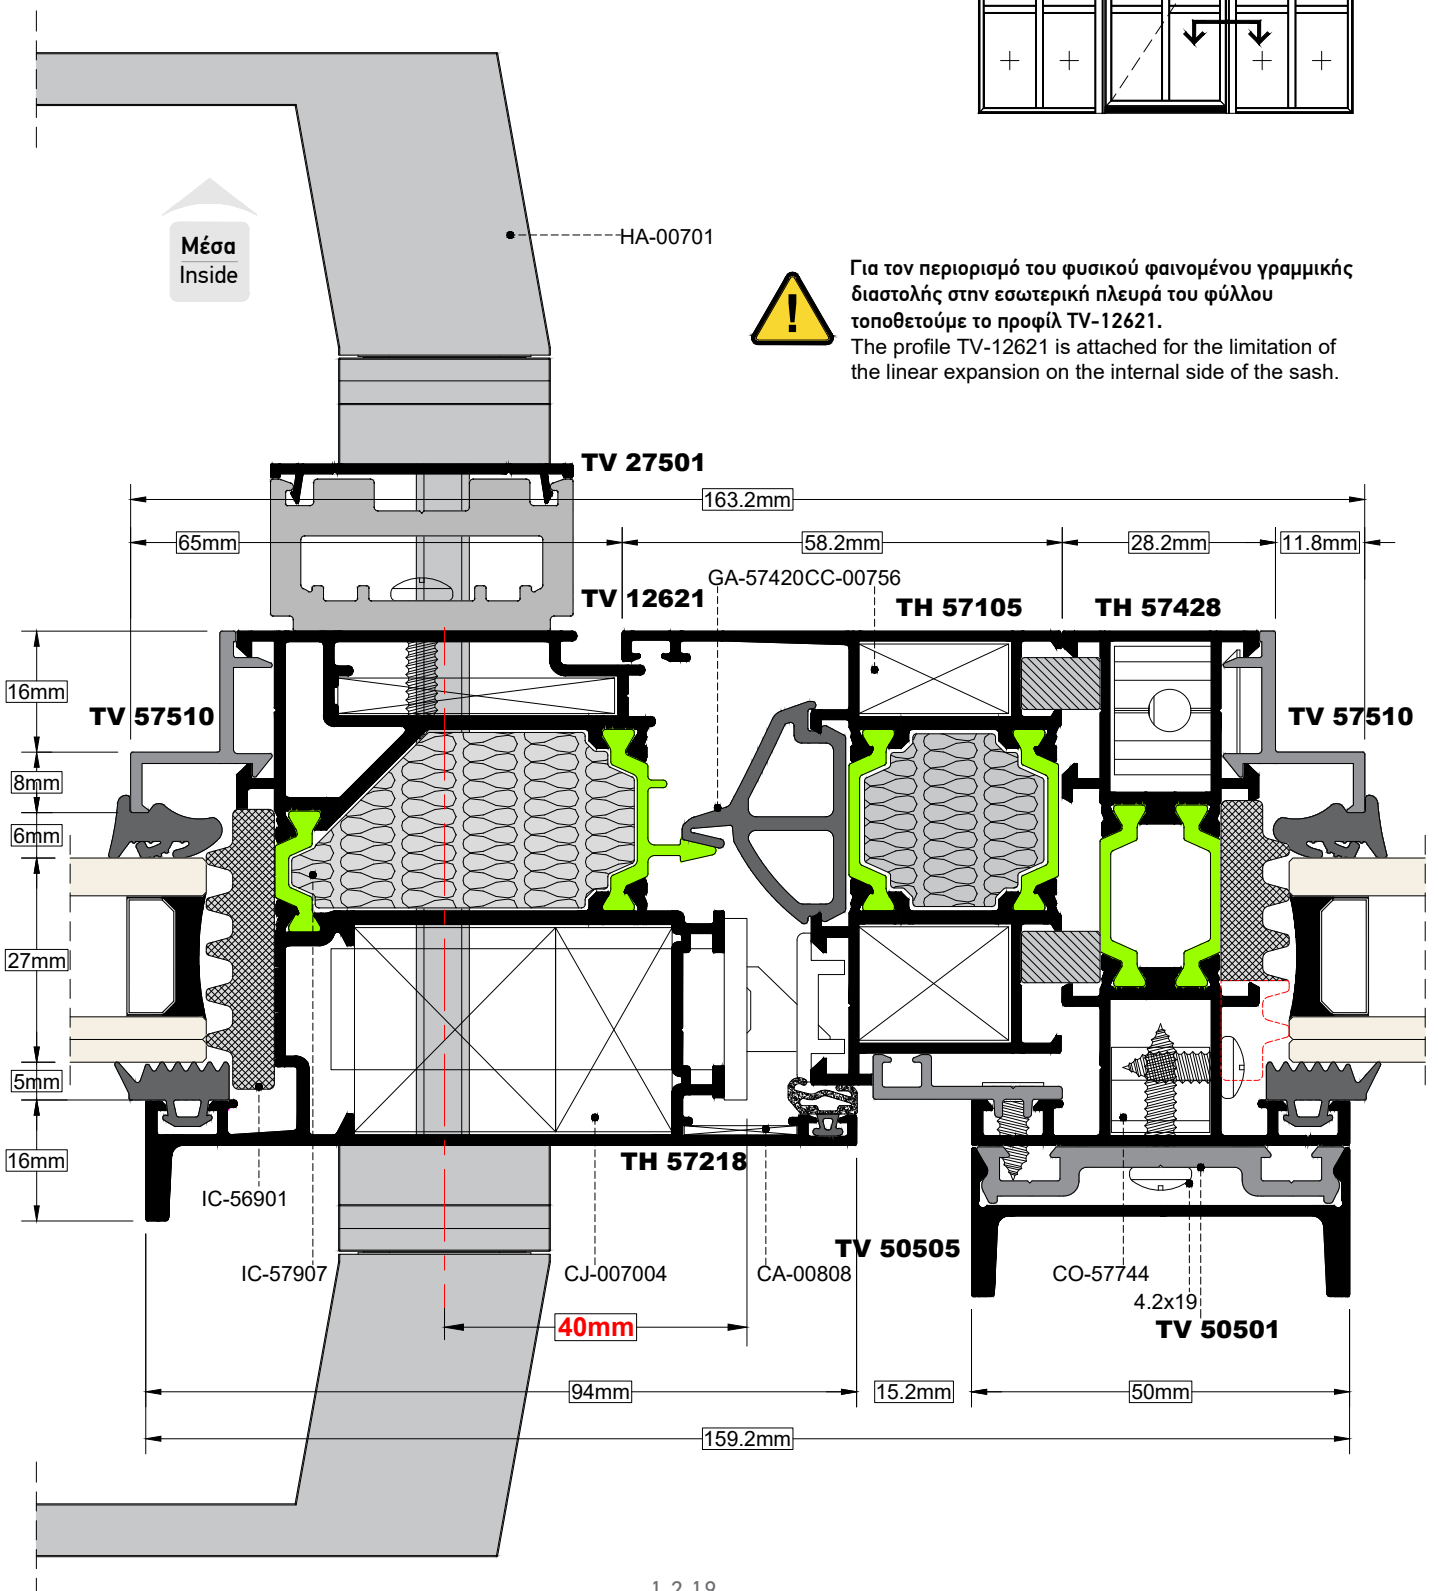 HA-00701
Μέσα
Inside
Για τον περιορισμό του φυσικού φαινομένου γραμμικής
διαστολής στην εσωτερική πλευρά του φύλλου
τοποθετούμε το προφίλ TV-12621.
The profile TV-12621 is attached for the limitation of
the linear expansion on the internal side of the sash.
!
TV 27501
163.2mm
65mm
58.2mm
28.2mm
11.8mm
GA-57420
CC-00756
TV 12621
TH 57105
TH 57428
16mm
TV 57510
TV 57510
8mm
6mm
27mm
5mm
16mm
TH 57218
IC-56901
TV 50505
IC-57907
CJ-007004
CA-00808
CO-57744
4.2x19
40mm
TV 50501
94mm
15.2mm
50mm
159.2mm
1.2.19